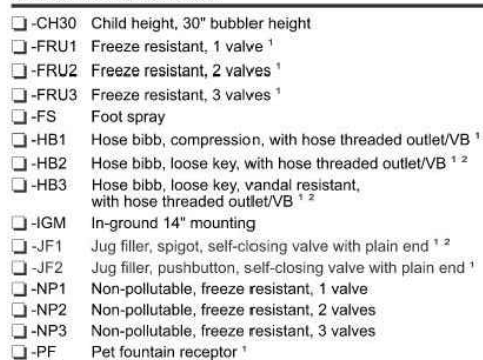 -CH30 Child height, 30" bubbler height
-FRU1 Freeze resistant, 1 valve ¹
-FRU2 Freeze resistant, 2 valves ¹
-FRU3 Freeze resistant, 3 valves ¹
-FS Foot spray
-HB1 Hose bibb, compression, with hose threaded outlet/VB ¹
-HB2 Hose bibb, loose key, with hose threaded outlet/VB ¹ ²
-HB3 Hose bibb, loose key, vandal resistant,
with hose threaded outlet/VB ¹ ²
-IGM In-ground 14" mounting
-JF1 Jug filler, spigot, self-closing valve with plain end ¹ ²
-JF2 Jug filler, pushbutton, self-closing valve with plain end ¹
-NP1 Non-pollutable, freeze resistant, 1 valve
-NP2 Non-pollutable, freeze resistant, 2 valves
-NP3 Non-pollutable, freeze resistant, 3 valves
-PF Pet fountain receptor ¹